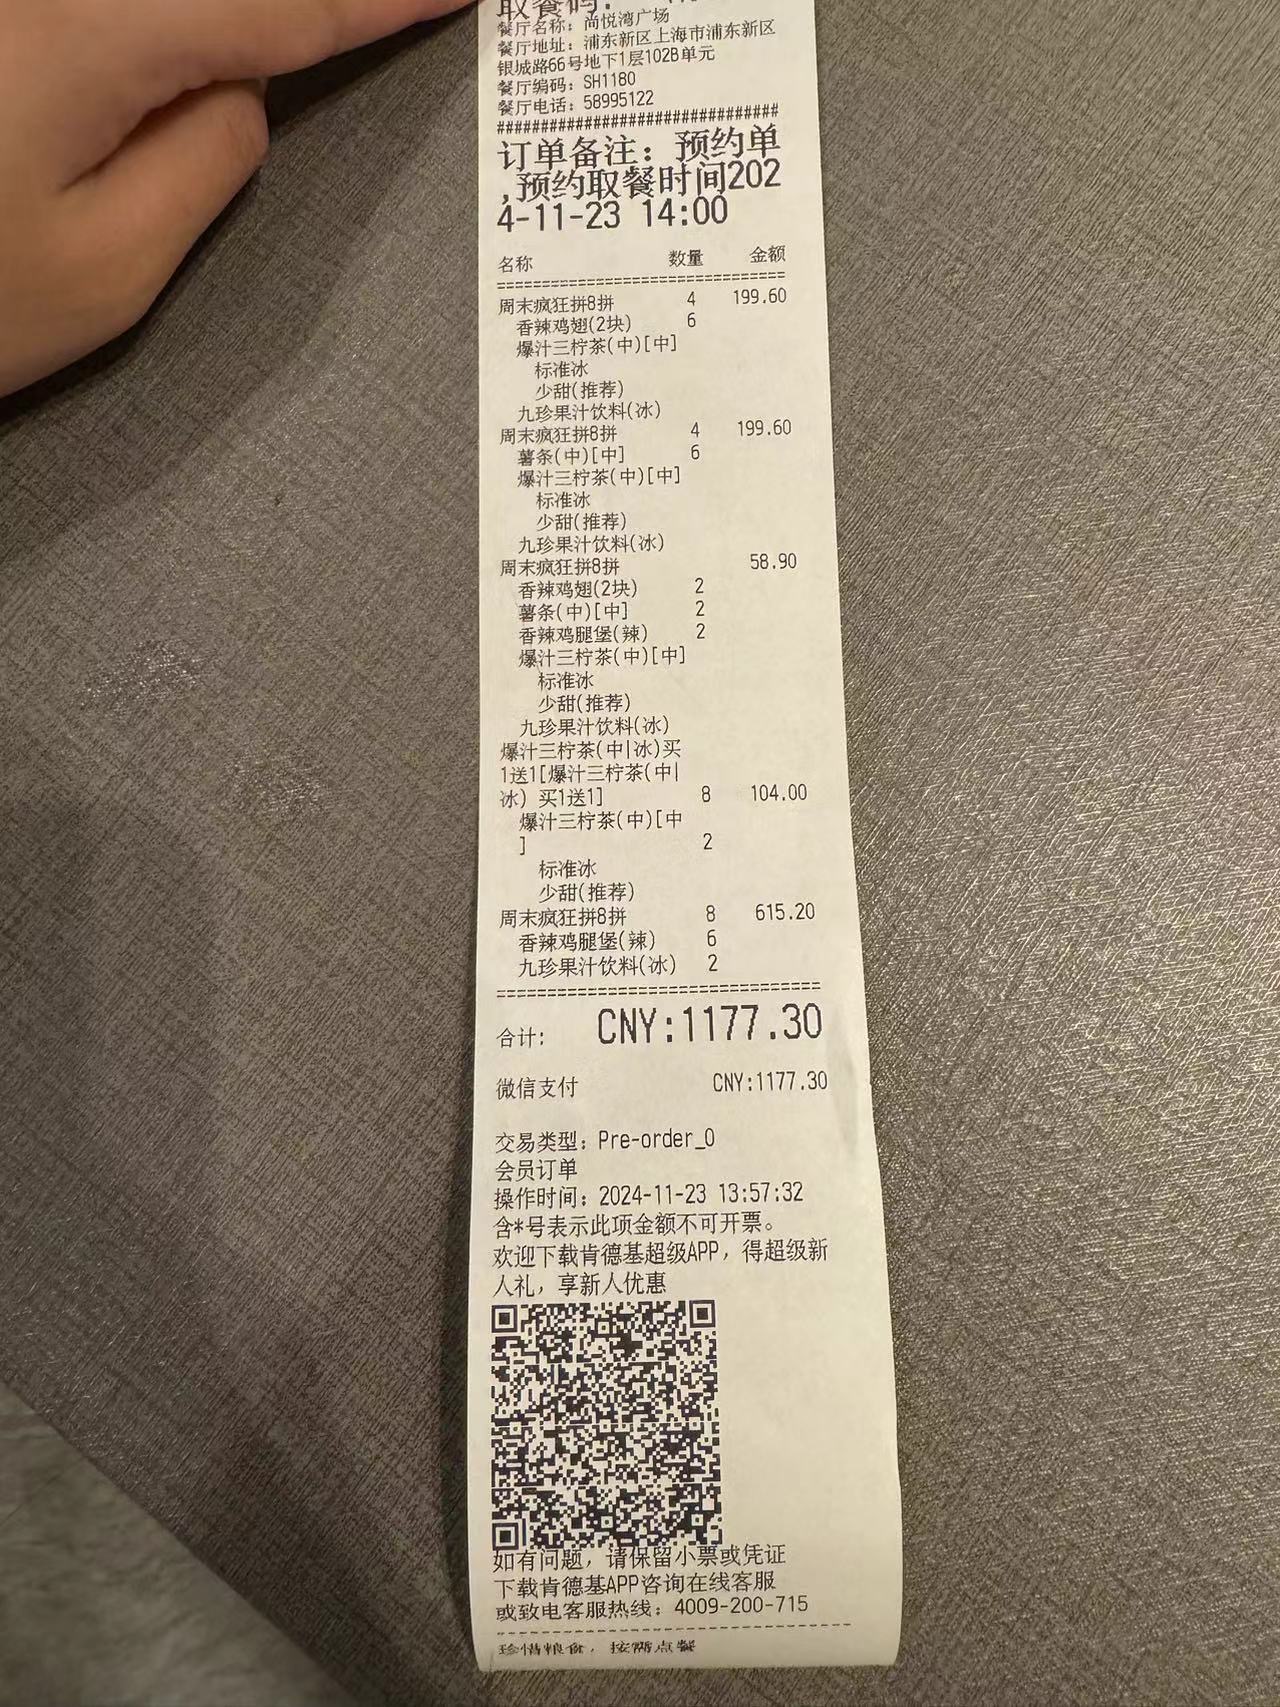 取餐码:
餐厅名称: 尚悦湾广场
餐厅地址: 浦东新区上海市浦东新区
银城路66号地下1层102B单元
餐厅编码: SH1180
餐厅电话: 58995122
################################
订单备注: 预约单
,预约取餐时间202
4-11-23 14:00
名称 数量 金额
================================
周末疯狂拼8拼 4 199.60
香辣鸡翅(2块) 6
爆汁三柠茶(中)[中]
标准冰
少甜(推荐)
九珍果汁饮料(冰)
周末疯狂拼8拼 4 199.60
薯条(中)[中] 6
爆汁三柠茶(中)[中]
标准冰
少甜(推荐)
九珍果汁饮料(冰)
周末疯狂拼8拼 58.90
香辣鸡翅(2块) 2
薯条(中)[中] 2
香辣鸡腿堡(辣) 2
爆汁三柠茶(中)[中]
标准冰
少甜(推荐)
九珍果汁饮料(冰)
爆汁三柠茶(中|冰)买
1送1[爆汁三柠茶(中|
冰) 买1送1] 8 104.00
爆汁三柠茶(中)[中
] 2
标准冰
少甜(推荐)
周末疯狂拼8拼 8 615.20
香辣鸡腿堡(辣) 6
九珍果汁饮料(冰) 2
================================
合计: CNY:1177.30
微信支付 CNY:1177.30
交易类型: Pre-order_0
会员订单
操作时间: 2024-11-23 13:57:32
含*号表示此项金额不可开票。
欢迎下载肯德基超级APP, 得超级新
人礼, 享新人优惠
如有问题, 请保留小票或凭证
下载肯德基APP咨询在线客服
或致电客服热线: 4009-200-715
--------------------------------
珍惜粮食, 按需点餐